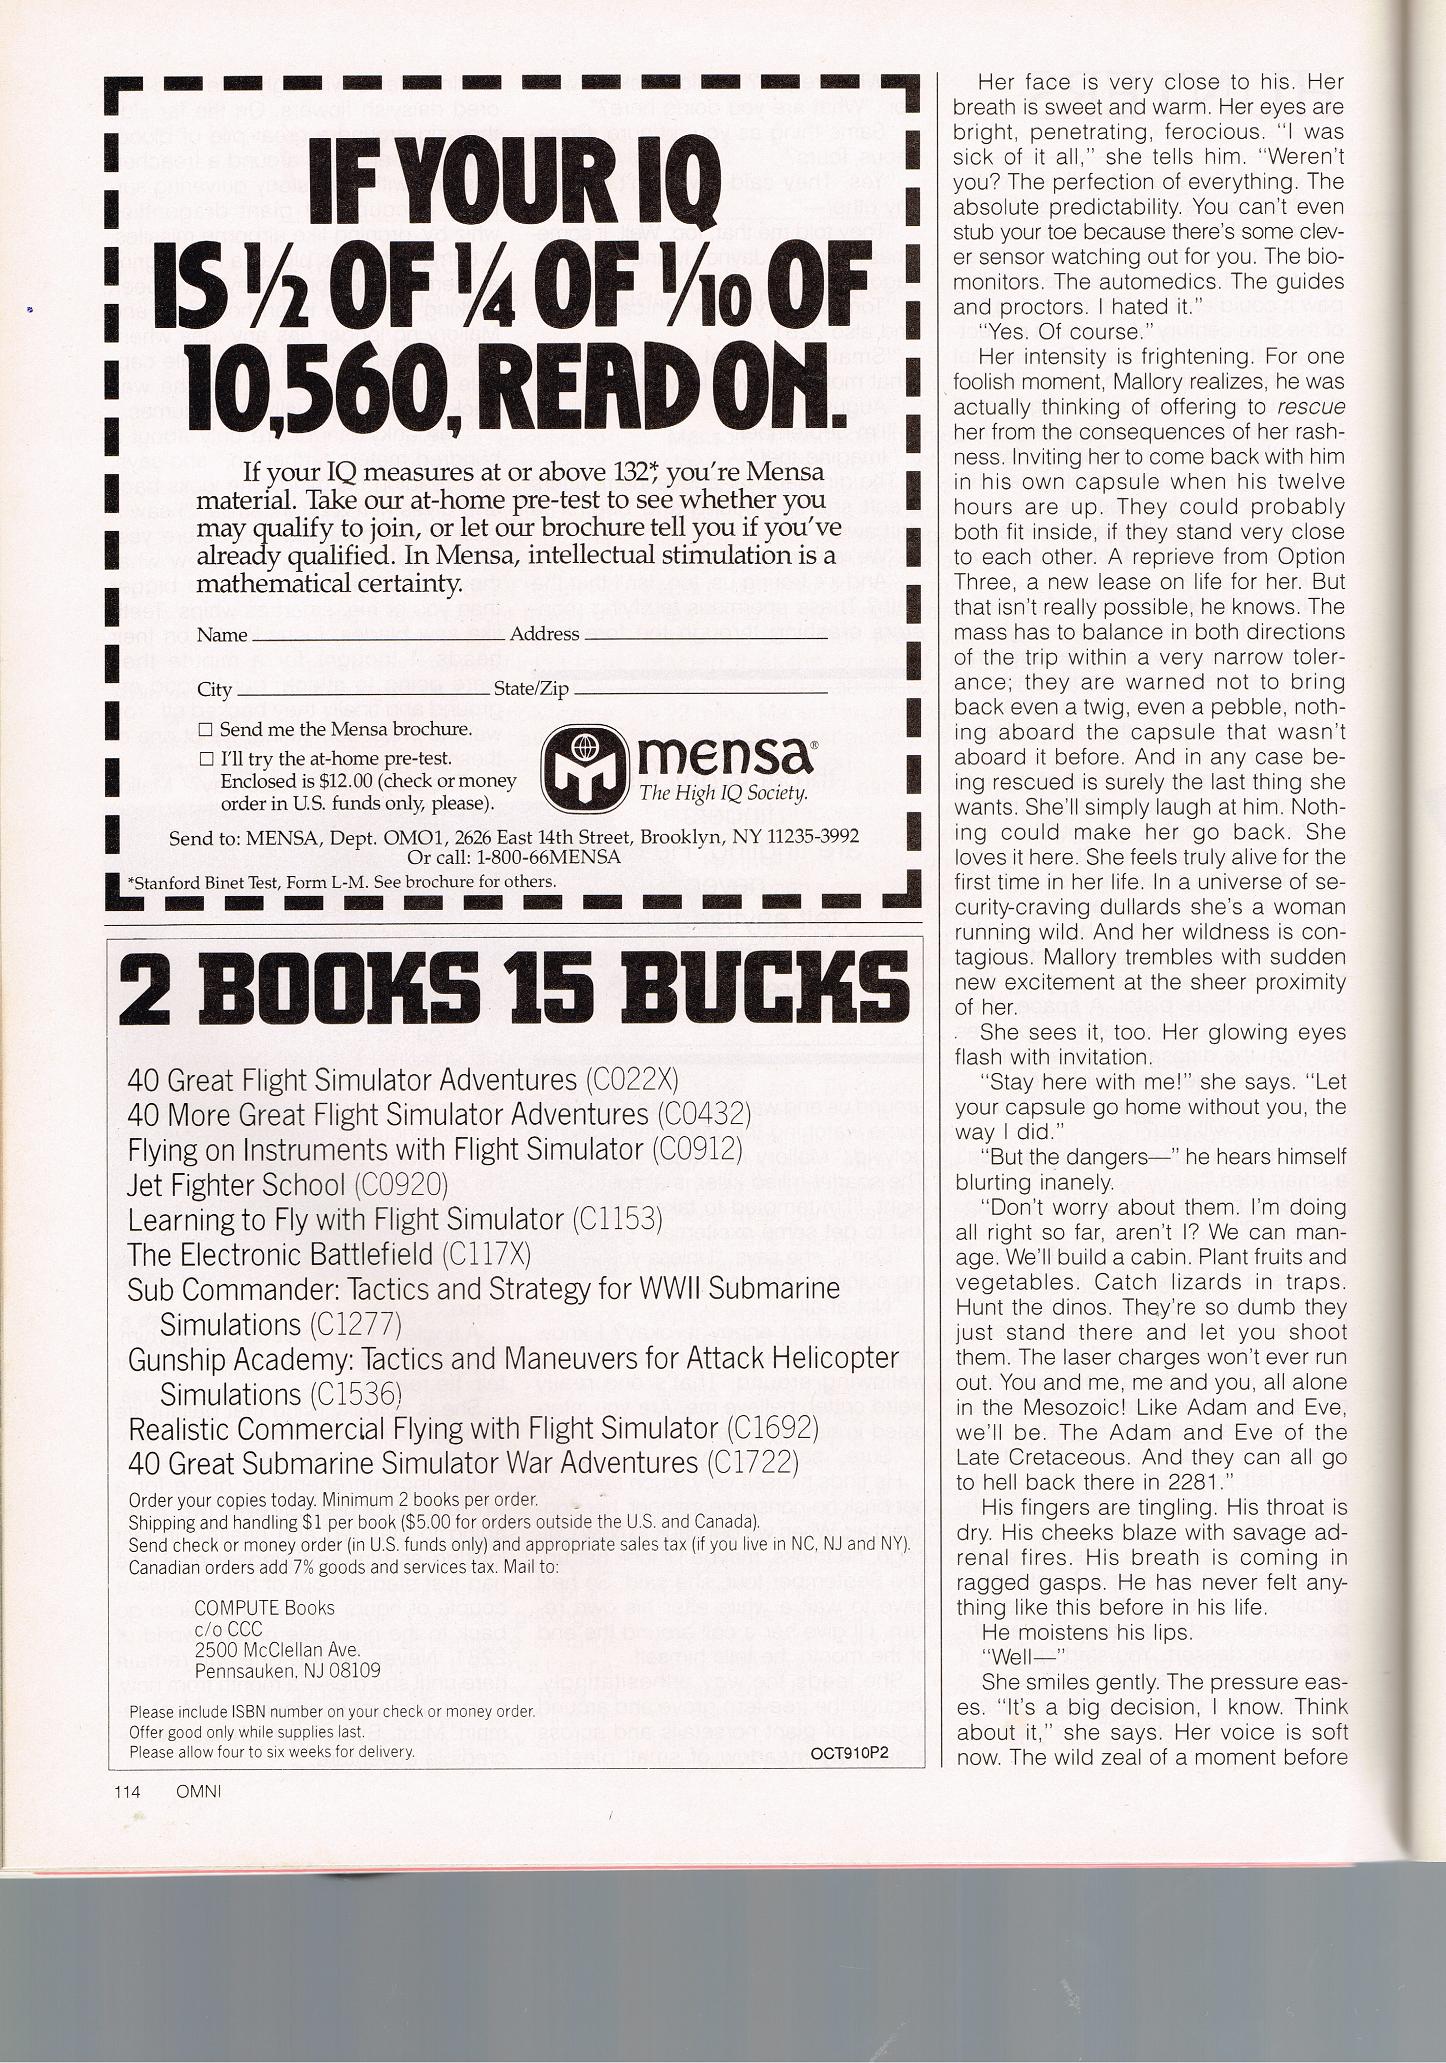 IF YOUR IQ
IS 1/2 OF 1/4 OF 1/10 OF
10,560, READ ON.
If your IQ measures at or above 132*, you're Mensa
material. Take our at-home pre-test to see whether you
may qualify to join, or let our brochure tell you if you've
already qualified. In Mensa, intellectual stimulation is a
mathematical certainty.
Name Address
City State/Zip
☐ Send me the Mensa brochure.
☐ I'll try the at-home pre-test.
Enclosed is $12.00 (check or money
order in U.S. funds only, please).
mensa®
The High IQ Society.
Send to: MENSA, Dept. OMO1, 2626 East 14th Street, Brooklyn, NY 11235-3992
Or call: 1-800-66MENSA
*Stanford Binet Test, Form L-M. See brochure for others.
2 BOOKS 15 BUCKS
40 Great Flight Simulator Adventures (C022X)
40 More Great Flight Simulator Adventures (C0432)
Flying on Instruments with Flight Simulator (C0912)
Jet Fighter School (C0920)
Learning to Fly with Flight Simulator (C1153)
The Electronic Battlefield (C117X)
Sub Commander: Tactics and Strategy for WWII Submarine
Simulations (C1277)
Gunship Academy: Tactics and Maneuvers for Attack Helicopter
Simulations (C1536)
Realistic Commercial Flying with Flight Simulator (C1692)
40 Great Submarine Simulator War Adventures (C1722)
Order your copies today. Minimum 2 books per order.
Shipping and handling $1 per book ($5.00 for orders outside the U.S. and Canada).
Send check or money order (in U.S. funds only) and appropriate sales tax (if you live in NC, NJ and NY).
Canadian orders add 7% goods and services tax. Mail to:
COMPUTE Books
c/o CCC
2500 McClellan Ave.
Pennsauken, NJ 08109
Please include ISBN number on your check or money order.
Offer good only while supplies last.
Please allow four to six weeks for delivery.
OCT910P2
114 OMNI
Her face is very close to his. Her
breath is sweet and warm. Her eyes are
bright, penetrating, ferocious. "I was
sick of it all," she tells him. "Weren't
you? The perfection of everything. The
absolute predictability. You can't even
stub your toe because there's some clev-
er sensor watching out for you. The bio-
monitors. The automedics. The guides
and proctors. I hated it."
"Yes. Of course."
Her intensity is frightening. For one
foolish moment, Mallory realizes, he was
actually thinking of offering to rescue
her from the consequences of her rash-
ness. Inviting her to come back with him
in his own capsule when his twelve
hours are up. They could probably
both fit inside, if they stand very close
to each other. A reprieve from Option
Three, a new lease on life for her. But
that isn't really possible, he knows. The
mass has to balance in both directions
of the trip within a very narrow toler-
ance; they are warned not to bring
back even a twig, even a pebble, noth-
ing aboard the capsule that wasn't
aboard it before. And in any case be-
ing rescued is surely the last thing she
wants. She'll simply laugh at him. Noth-
ing could make her go back. She
loves it here. She feels truly alive for the
first time in her life. In a universe of se-
curity-craving dullards she's a woman
running wild. And her wildness is con-
tagious. Mallory trembles with sudden
new excitement at the sheer proximity
of her.
She sees it, too. Her glowing eyes
flash with invitation.
"Stay here with me!" she says. "Let
your capsule go home without you, the
way I did."
"But the dangers—" he hears himself
blurting inanely.
"Don't worry about them. I'm doing
all right so far, aren't I? We can man-
age. We'll build a cabin. Plant fruits and
vegetables. Catch lizards in traps.
Hunt the dinos. They're so dumb they
just stand there and let you shoot
them. The laser charges won't ever run
out. You and me, me and you, all alone
in the Mesozoic! Like Adam and Eve,
we'll be. The Adam and Eve of the
Late Cretaceous. And they can all go
to hell back there in 2281."
His fingers are tingling. His throat is
dry. His cheeks blaze with savage ad-
renal fires. His breath is coming in
ragged gasps. He has never felt any-
thing like this before in his life.
He moistens his lips.
"Well—"
She smiles gently. The pressure eas-
es. "It's a big decision, I know. Think
about it," she says. Her voice is soft
now. The wild zeal of a moment before